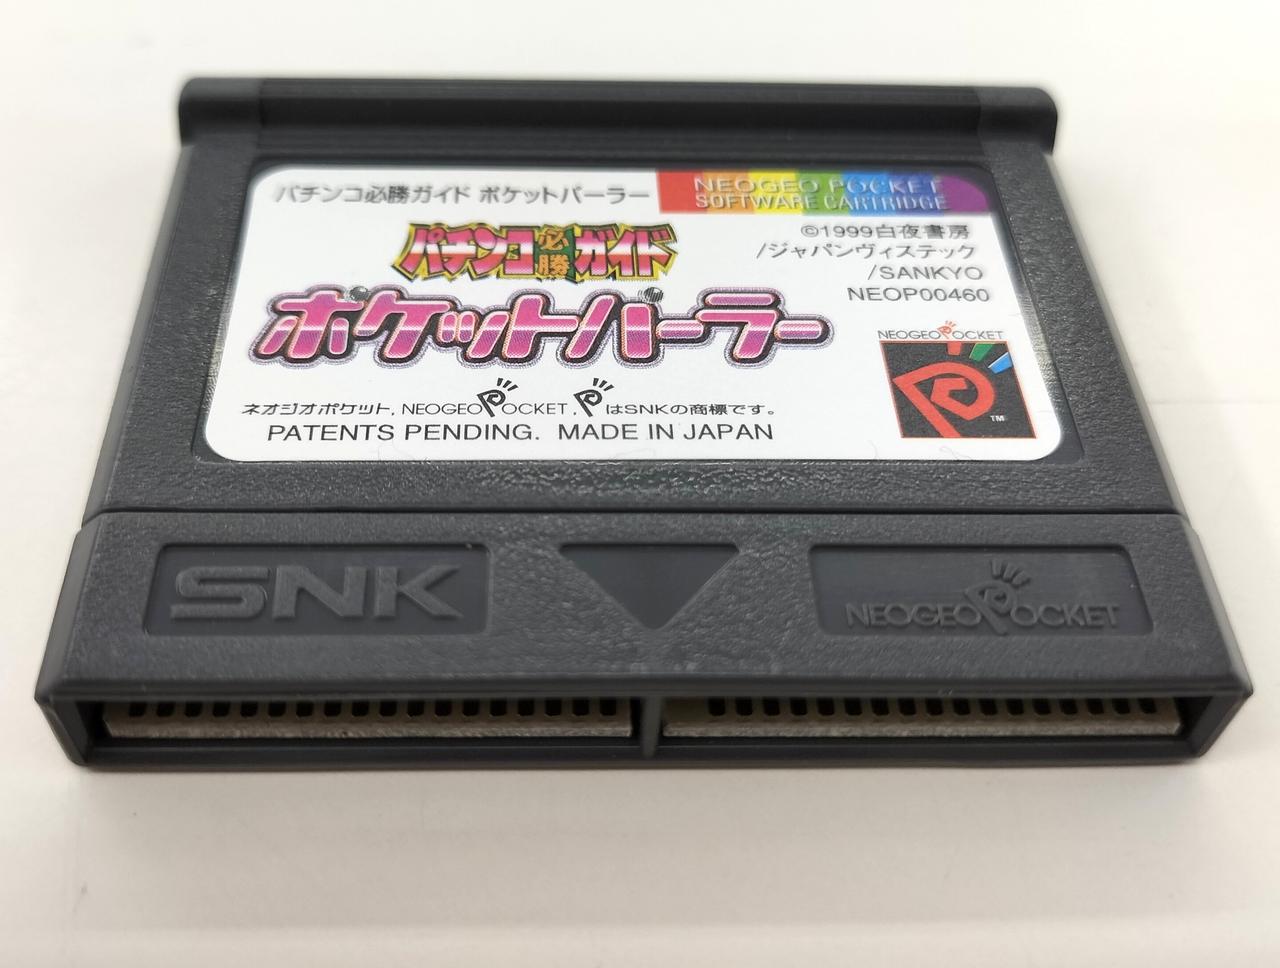 パチンコ必勝ガイド ポケットパーラー
NEOGEO POCKET
SOFTWARE CARTRIDGE
パチンコ必勝ガイド
ポケットパーラー
©1999白夜書房
/ジャパンヴィステック
/SANKYO
NEOP00460
NEOGEO POCKET
TM
ネオジオポケット, NEOGEO POCKET, PはSNKの商標です。
PATENTS PENDING. MADE IN JAPAN
SNK
NEOGEO POCKET